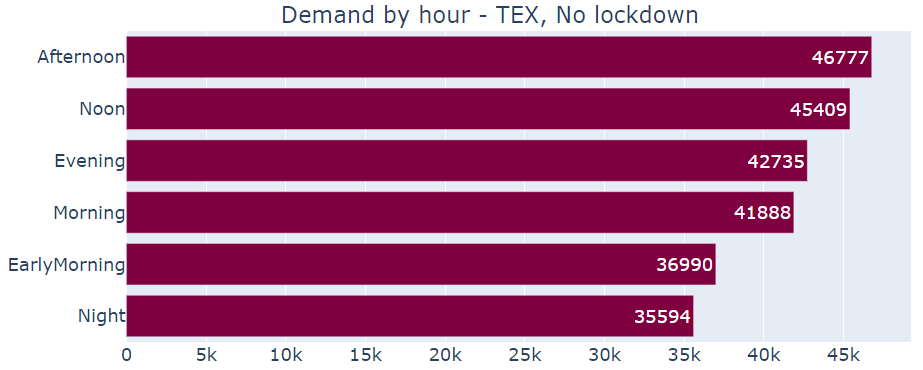 Demand by hour - TEX, No lockdown
Afternoon 46777
Noon 45409
Evening 42735
Morning 41888
EarlyMorning 36990
Night 35594
0 5k 10k 15k 20k 25k 30k 35k 40k 45k